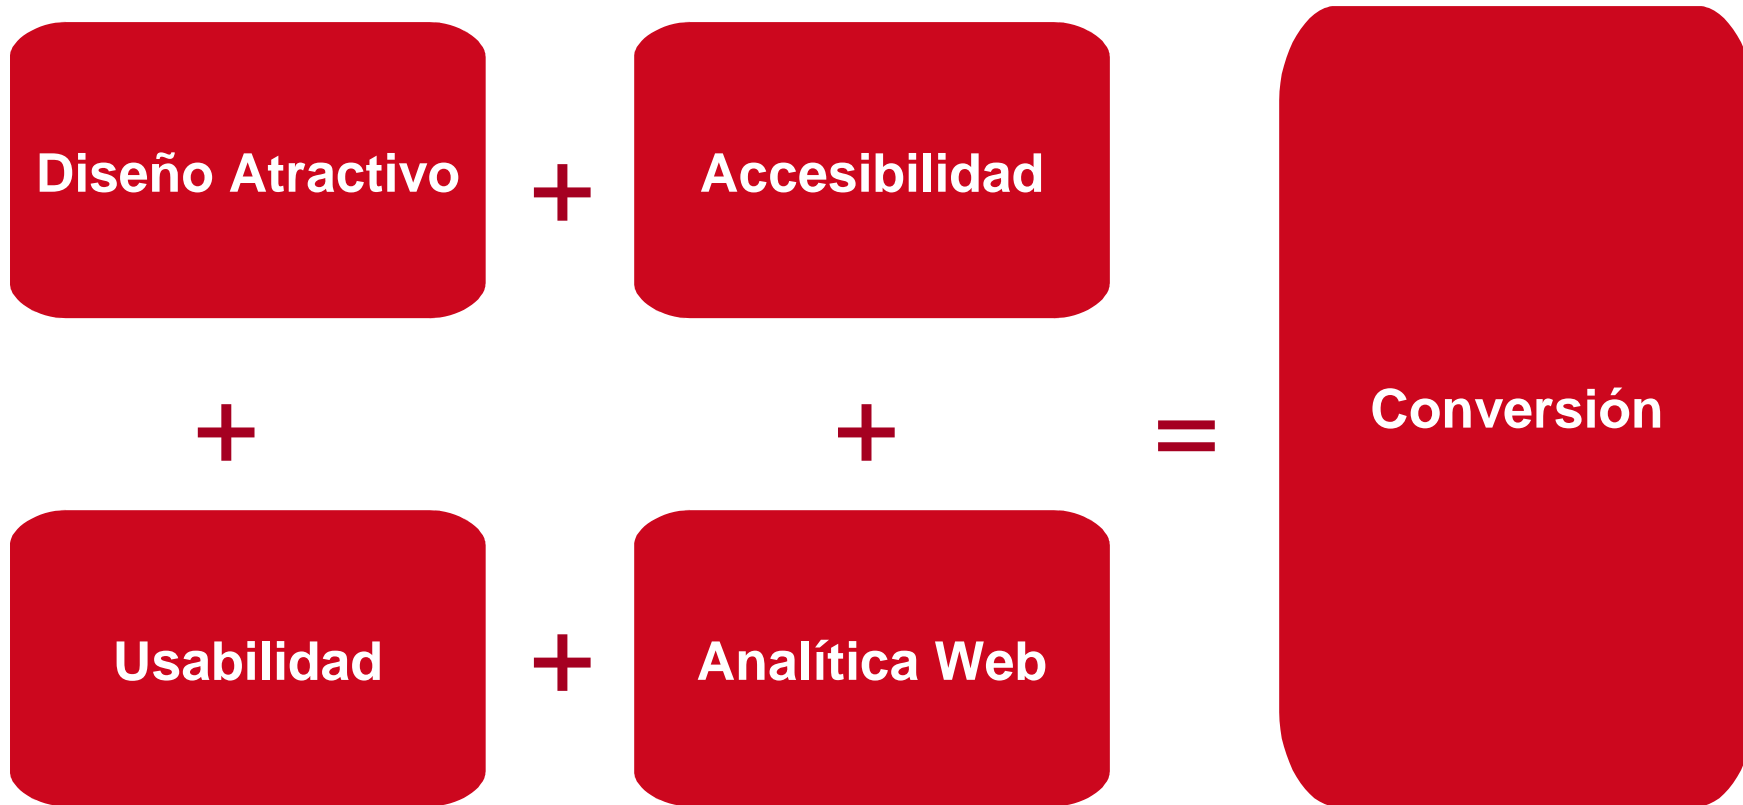 Diseño Atractivo
+
Accesibilidad
+
+
=
Conversión
Usabilidad
+
Analítica Web